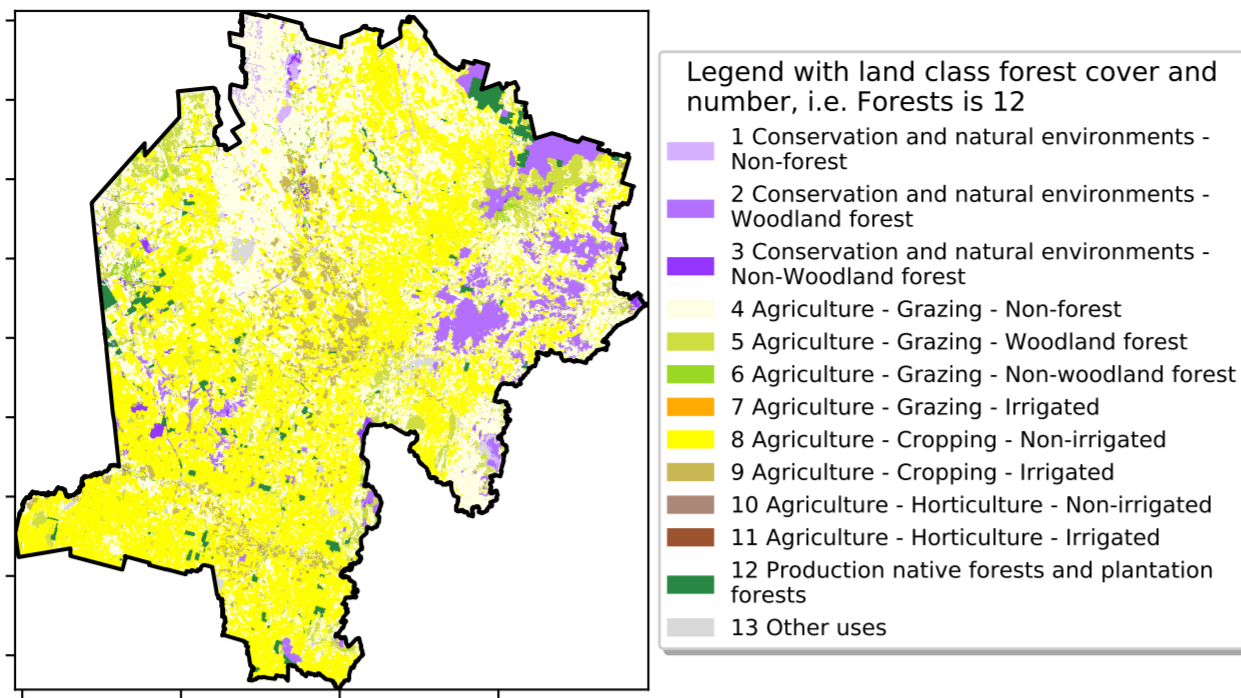 Legend with land class forest cover and
number, i.e. Forests is 12
1 Conservation and natural environments -
Non-forest
2 Conservation and natural environments -
Woodland forest
3 Conservation and natural environments -
Non-Woodland forest
4 Agriculture - Grazing - Non-forest
5 Agriculture - Grazing - Woodland forest
6 Agriculture - Grazing - Non-woodland forest
7 Agriculture - Grazing - Irrigated
8 Agriculture - Cropping - Non-irrigated
9 Agriculture - Cropping - Irrigated
10 Agriculture - Horticulture - Non-irrigated
11 Agriculture - Horticulture - Irrigated
12 Production native forests and plantation
forests
13 Other uses